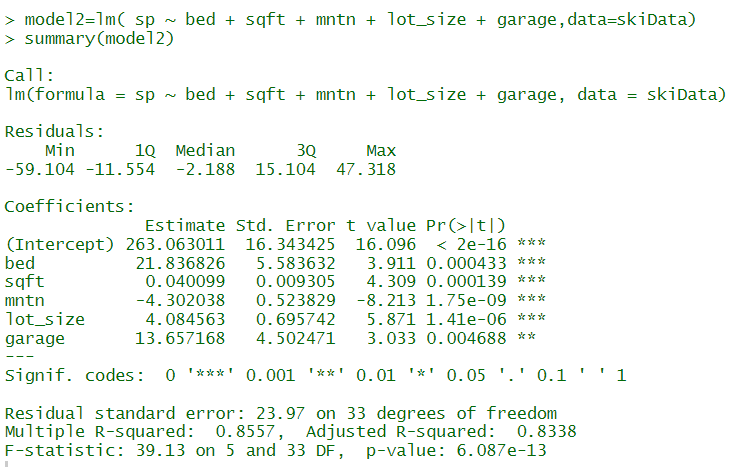 > model2=lm( sp ~ bed + sqft + mntn + lot_size + garage,data=skiData)
> summary(model2)
Call:
lm(formula = sp ~ bed + sqft + mntn + lot_size + garage, data = skiData)
Residuals:
    Min      1Q  Median      3Q     Max
-59.104 -11.554  -2.188  15.104  47.318
Coefficients:
              Estimate Std. Error t value Pr(>|t|)
(Intercept) 263.063011  16.343425  16.096  < 2e-16 ***
bed          21.836826   5.583632   3.911 0.000433 ***
sqft          0.040099   0.009305   4.309 0.000139 ***
mntn         -4.302038   0.523829  -8.213 1.75e-09 ***
lot_size      4.084563   0.695742   5.871 1.41e-06 ***
garage       13.657168   4.502471   3.033 0.004688 **
---
Signif. codes:  0 '***' 0.001 '**' 0.01 '*' 0.05 '.' 0.1 ' ' 1
Residual standard error: 23.97 on 33 degrees of freedom
Multiple R-squared:  0.8557,  Adjusted R-squared:  0.8338
F-statistic: 39.13 on 5 and 33 DF,  p-value: 6.087e-13